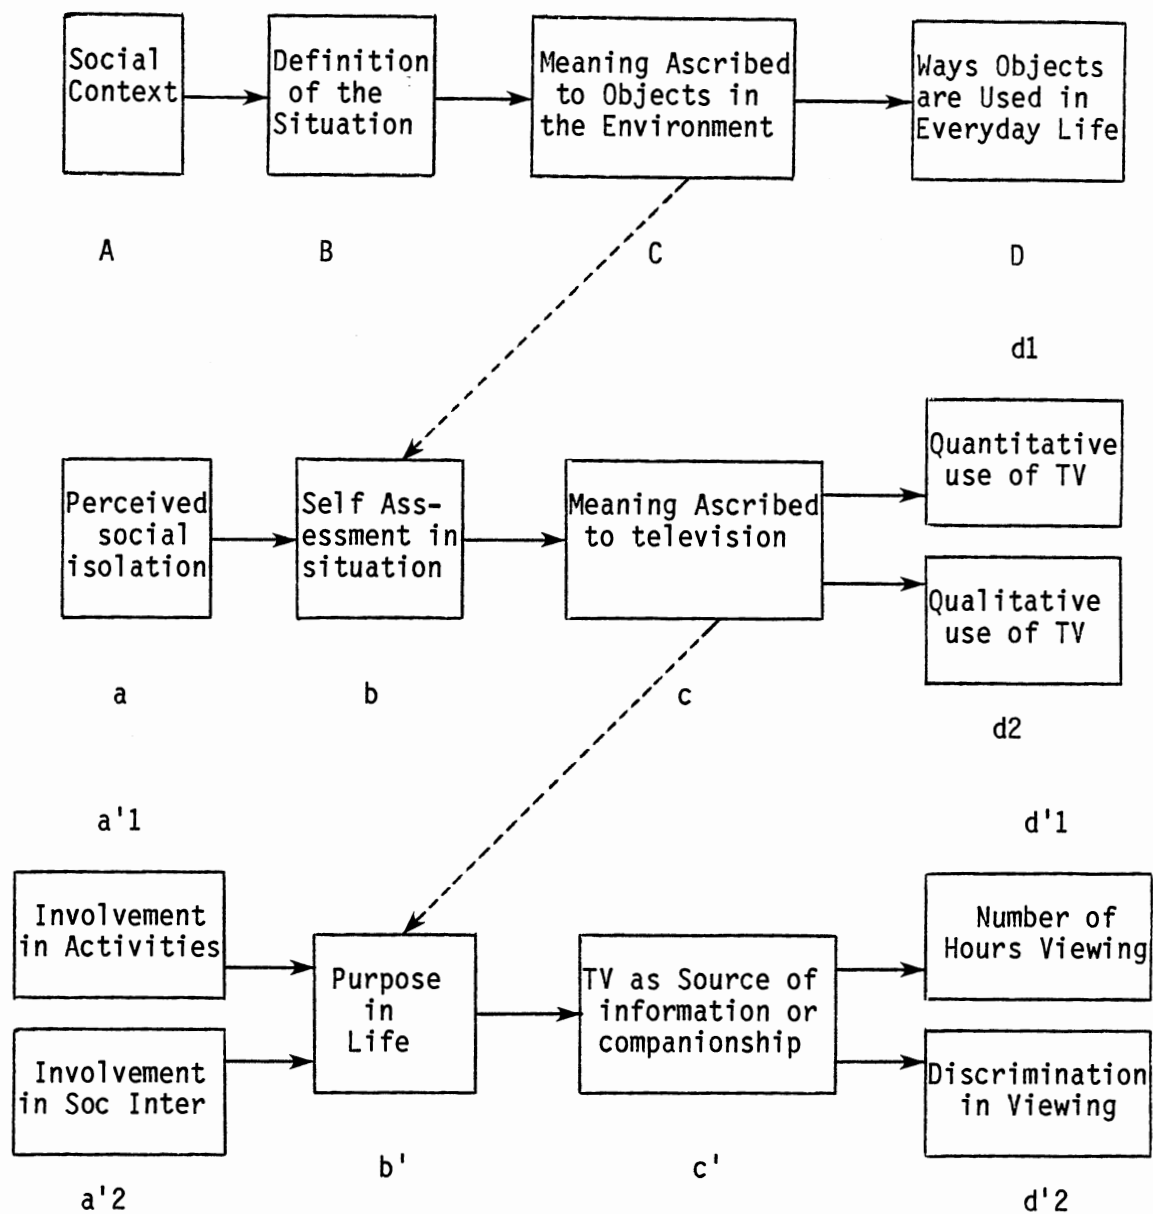 Social
Context
Definition
of the
Situation
Meaning Ascribed
to Objects in
the Environment
Ways Objects
are Used in
Everyday Life
A
B
C
D
d1
Perceived
social
isolation
Self Ass-
essment in
situation
Meaning Ascribed
to television
Quantitative
use of TV
Qualitative
use of TV
a
b
c
d2
a'1
d'1
Involvement
in Activities
Involvement
in Soc Inter
Purpose
in
Life
TV as Source of
information or
companionship
Number of
Hours Viewing
Discrimination
in Viewing
a'2
b'
c'
d'2